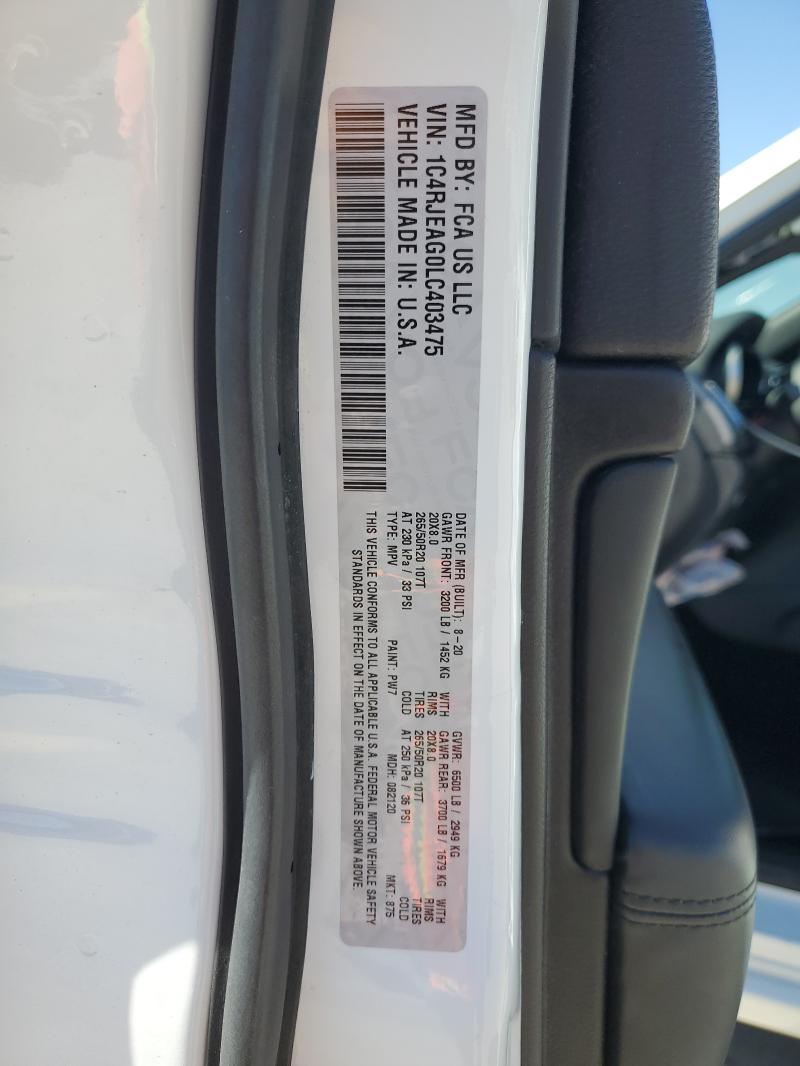 MFD BY: FCA US LLC
VIN: 1C4RJEAG0LC403475
VEHICLE MADE IN: U.S.A.
DATE OF MFR (BUILT): 8-20 GVWR: 6500 LB / 2949 KG
GAWR FRONT: 3200 LB / 1452 KG WITH GAWR REAR: 3700 LB / 1679 KG WITH
20X8.0 RIMS 20X8.0 RIMS
265/50R20 107T TIRES 265/50R20 107T TIRES
AT 230 kPa / 33 PSI COLD AT 250 kPa / 36 PSI COLD
TYPE: MPV PAINT: PW7 MDH: 082120 MKT: 875
THIS VEHICLE CONFORMS TO ALL APPLICABLE U.S.A. FEDERAL MOTOR VEHICLE SAFETY
STANDARDS IN EFFECT ON THE DATE OF MANUFACTURE SHOWN ABOVE.